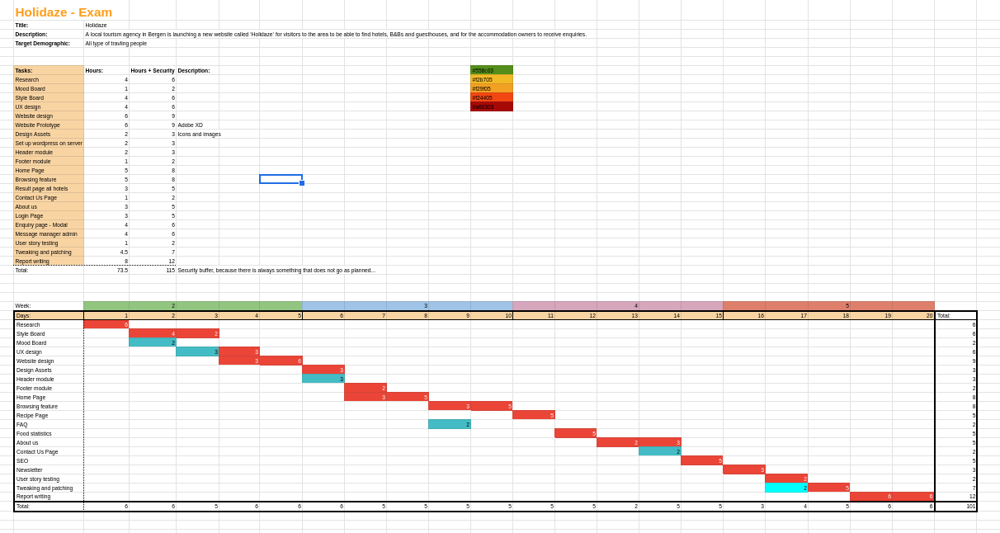 Holidaze - Exam
Title: Holidaze
Description: A local tourism agency in Bergen is launching a new website called 'Holidaze' for visitors to the area to be able to find hotels, B&Bs and guesthouses, and for the accommodation owners to receive enquiries.
Target Demographic: All type of travling people
Tasks: Hours: Hours + Security Description: #558c03
Research 4 6 #f2b705
Mood Board 1 2 #f29f05
Style Board 4 6 #f24405
UX design 4 6
Website design 6 9
Website Prototype 6 9 Adobe XD
Design Assets 2 3 Icons and images
Set up wordpress on server 2 3
Header module 2 3
Footer module 1 2
Home Page 5 8
Browsing feature 5 8
Result page all hotels 3 5
Contact Us Page 1 2
About us 3 5
Login Page 3 5
Enquiry page - Modal 4 6
Message manager admin 4 6
User story testing 1 2
Tweaking and patching 4.5 7
Report writing 8 12
Total: 73.5 115 Security buffer, because there is always something that does not go as planned...
Week: 2 3 4 5
Days: 1 2 3 4 5 6 7 8 9 10 11 12 13 14 15 16 17 18 19 20 Total:
Research 6 6
Style Board 4 2 6
Mood Board 2 2
UX design 3 3 6
Website design 3 6 9
Design Assets 3 3
Header module 3 3
Footer module 2 2
Home Page 3 5 8
Browsing feature 3 5 8
Recipe Page 5 5
FAQ 2 2
Food statistics 5 5
About us 2 3 5
Contact Us Page 2 2
SEO 5 5
Newsletter 3 3
User story testing 2 2
Tweaking and patching 2 5 7
Report writing 6 6 12
Total: 6 6 5 6 6 6 5 5 5 5 5 5 2 5 5 3 4 5 6 6 101